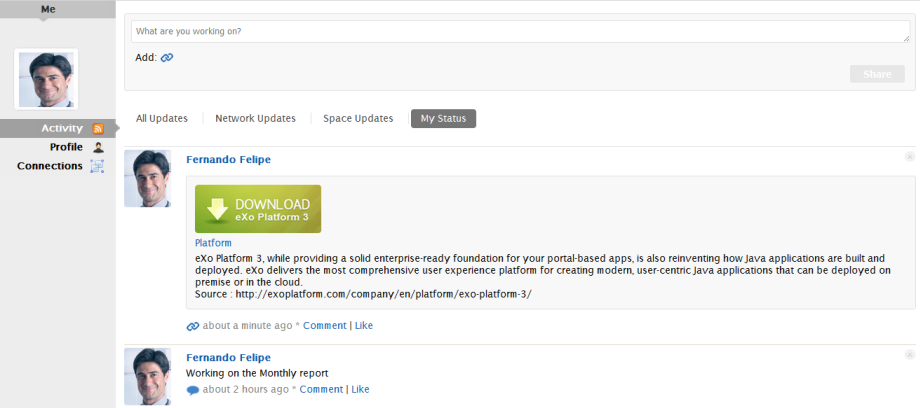 Me
What are you working on?
Add:
Share
All Updates Network Updates Space Updates My Status
Activity
Profile
Connections
Fernando Felipe
DOWNLOAD
eXo Platform 3
Platform
eXo Platform 3, while providing a solid enterprise-ready foundation for your portal-based apps, is also reinventing how Java applications are built and
deployed. eXo delivers the most comprehensive user experience platform for creating modern, user-centric Java applications that can be deployed on
premise or in the cloud.
Source : http://exoplatform.com/company/en/platform/exo-platform-3/
about a minute ago * Comment | Like
Fernando Felipe
Working on the Monthly report
about 2 hours ago * Comment | Like